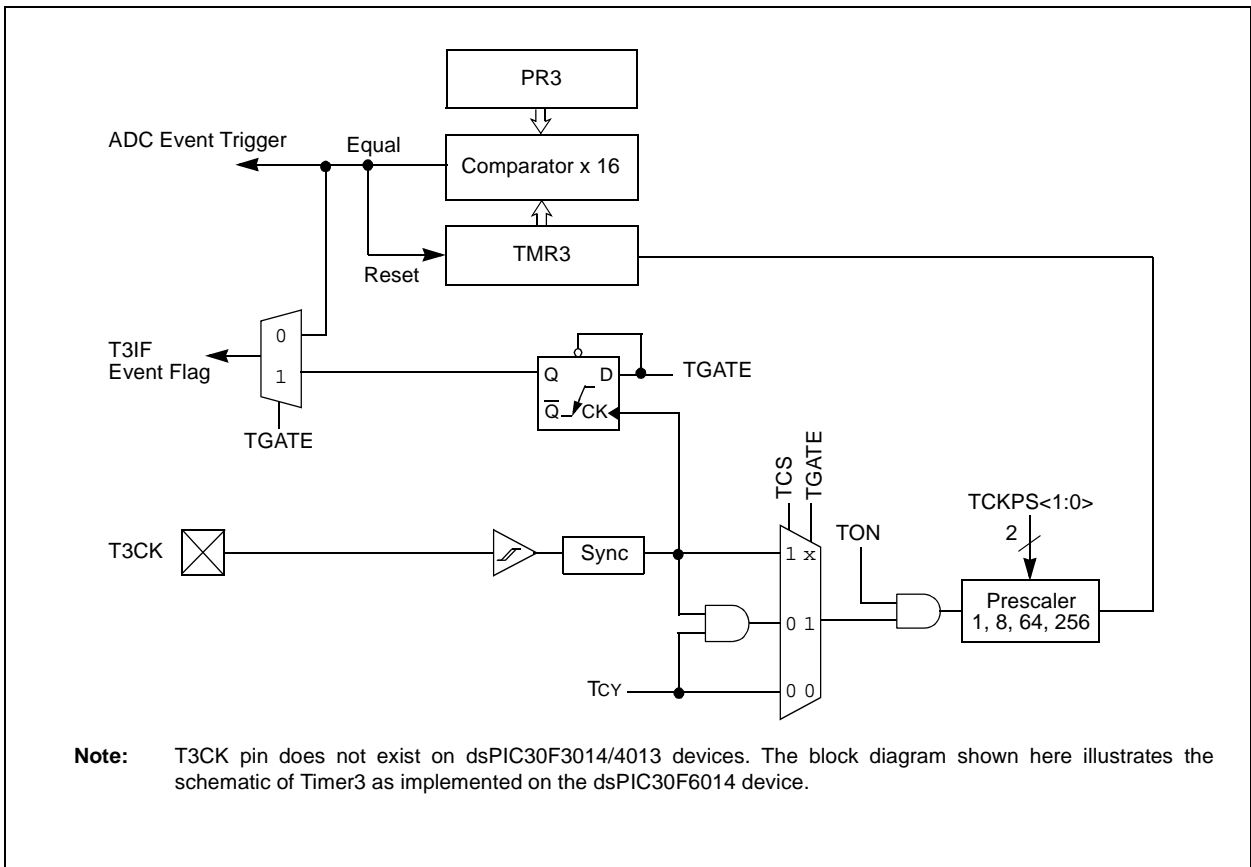 PR3
ADC Event Trigger
Equal
Comparator x 16
TMR3
Reset
0
T3IF
Event Flag
1
Q D
TGATE
Q CK
TGATE
TCS
TGATE
TCKPS<1:0>
2
TON
T3CK
Sync
1 x
Prescaler
1, 8, 64, 256
0 1
TCY
0 0
Note: T3CK pin does not exist on dsPIC30F3014/4013 devices. The block diagram shown here illustrates the
schematic of Timer3 as implemented on the dsPIC30F6014 device.